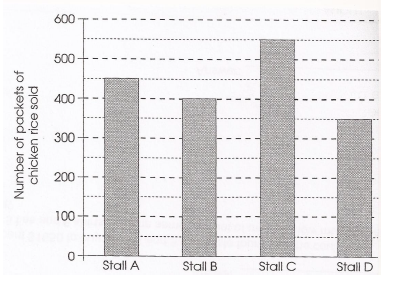 Number of packets of
chicken rice sold
600
500
400
300
200
100
0
Stall A
Stall B
Stall C
Stall D